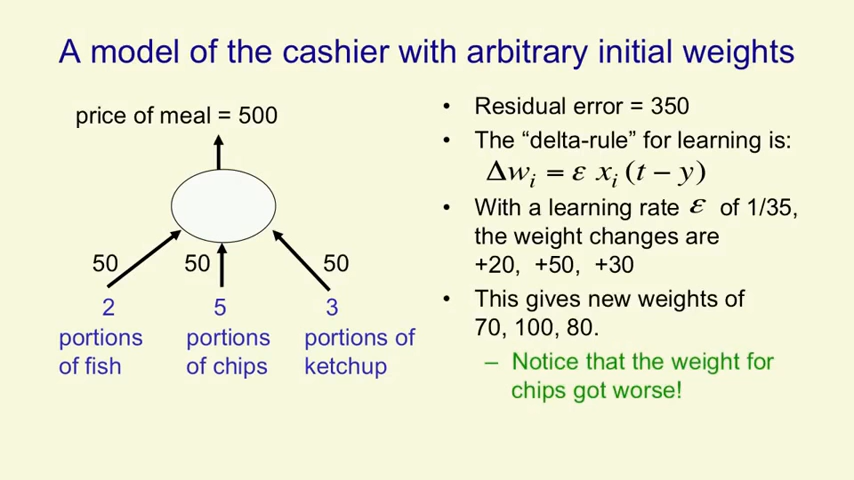 A model of the cashier with arbitrary initial weights
price of meal = 500
50 50 50
2 5 3
portions portions portions of
of fish of chips ketchup
• Residual error = 350
• The “delta-rule” for learning is:
Δwᵢ = ε xᵢ (t − y)
• With a learning rate ε of 1/35,
the weight changes are
+20, +50, +30
• This gives new weights of
70, 100, 80.
– Notice that the weight for
chips got worse!